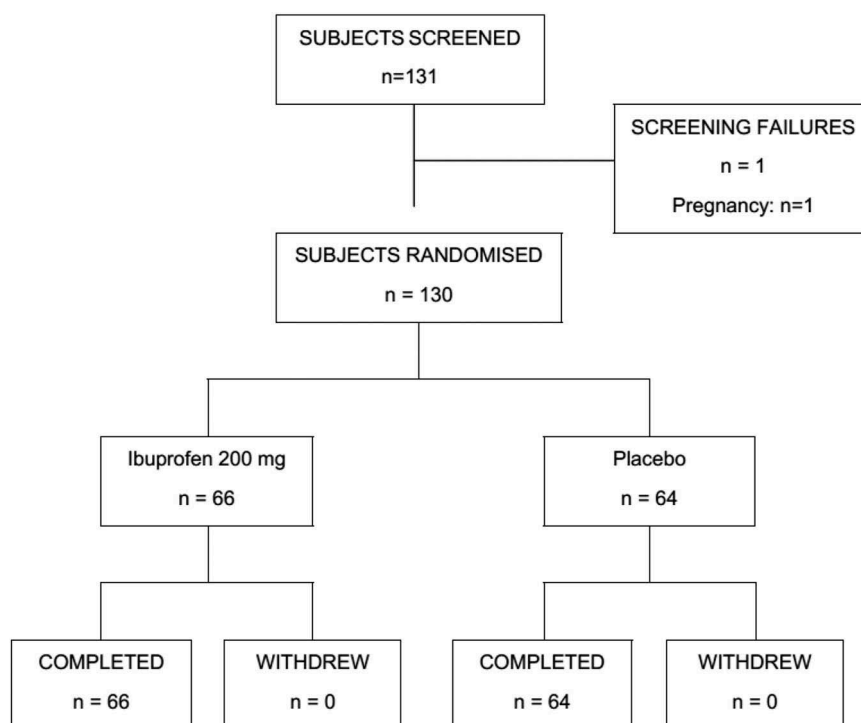 SUBJECTS SCREENED
n=131
SCREENING FAILURES
n = 1
Pregnancy: n=1
SUBJECTS RANDOMISED
n = 130
Ibuprofen 200 mg
n = 66
Placebo
n = 64
COMPLETED
n = 66
WITHDREW
n = 0
COMPLETED
n = 64
WITHDREW
n = 0